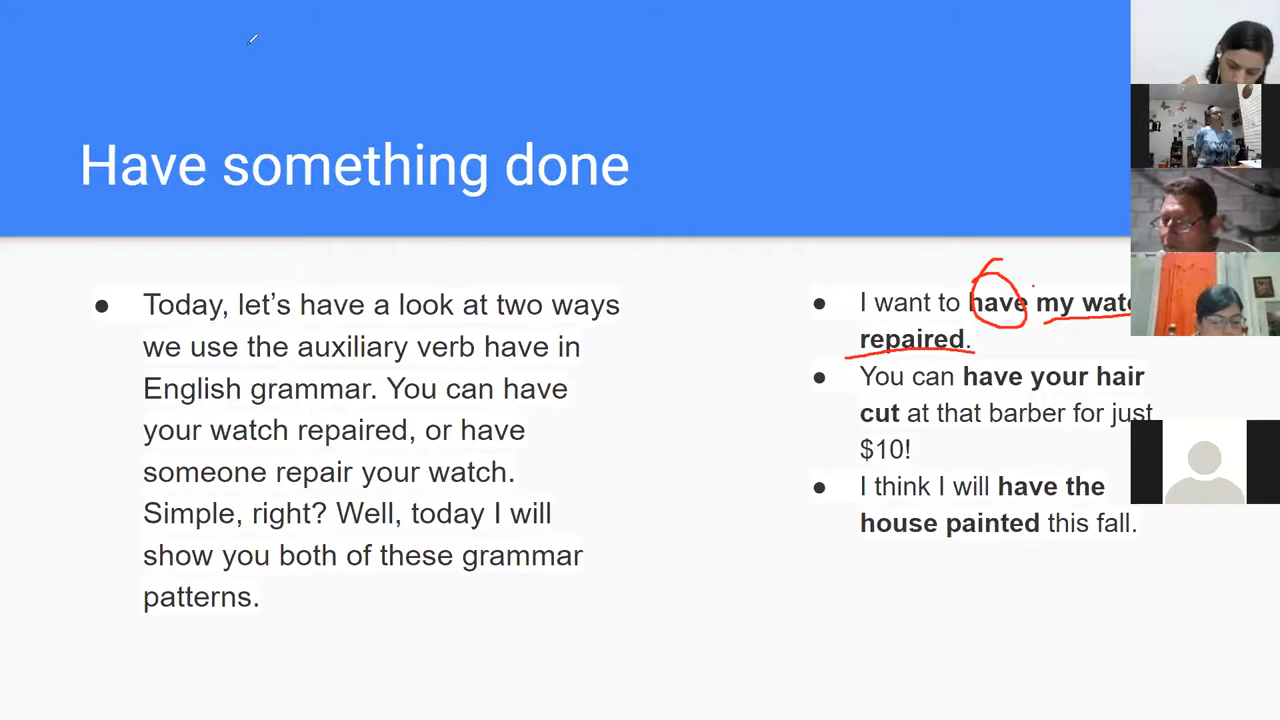 Have something done
Today, let's have a look at two ways
we use the auxiliary verb have in
English grammar. You can have
your watch repaired, or have
someone repair your watch.
Simple, right? Well, today I will
show you both of these grammar
patterns.
I want to have my watc
repaired.
You can have your hair
cut at that barber for just
$10!
I think I will have the
house painted this fall.